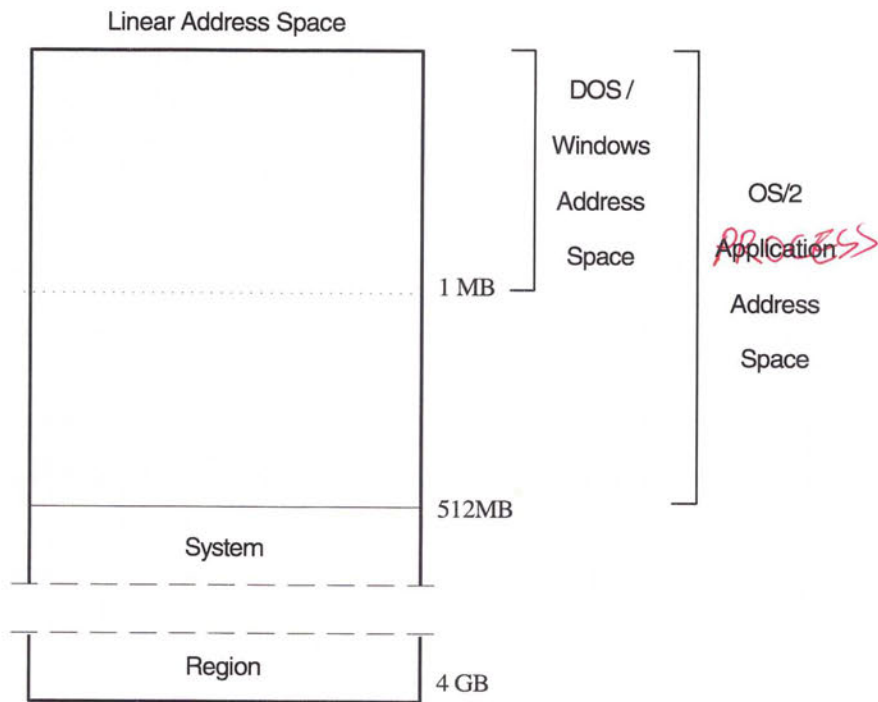 Linear Address Space
DOS /
Windows
Address
Space
OS/2
Application
PROCESS
Address
Space
1 MB
512MB
System
Region
4 GB